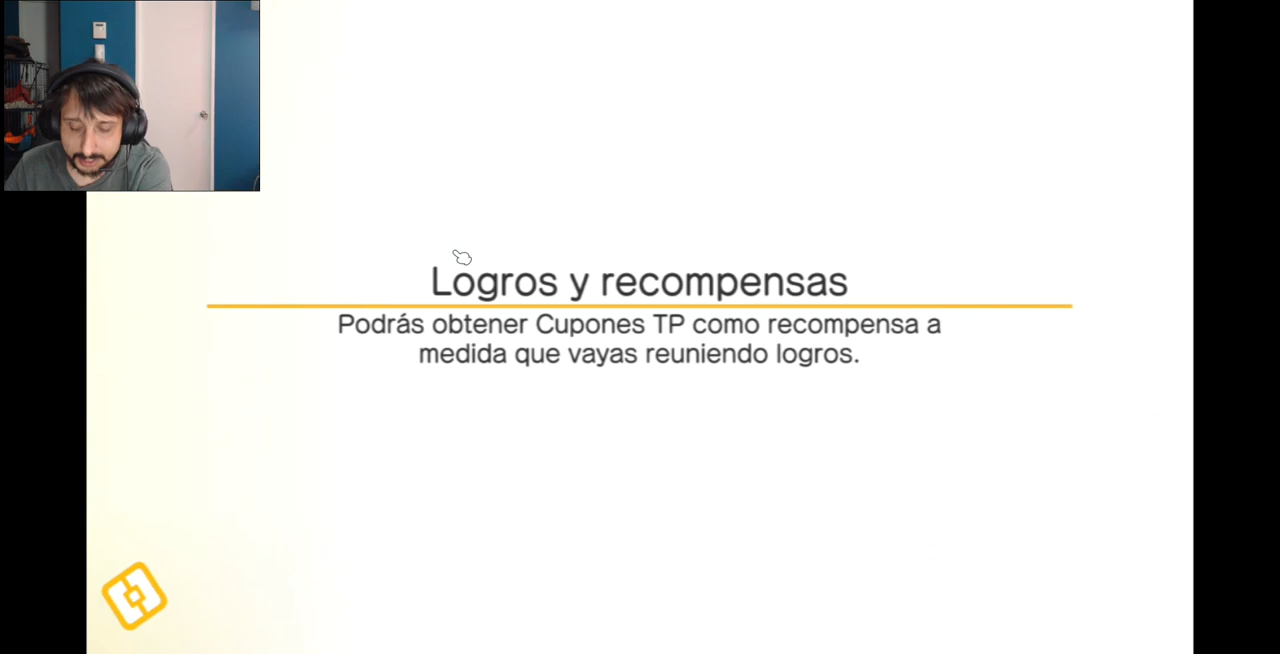 Logros y recompensas
Podrás obtener Cupones TP como recompensa a
medida que vayas reuniendo logros.